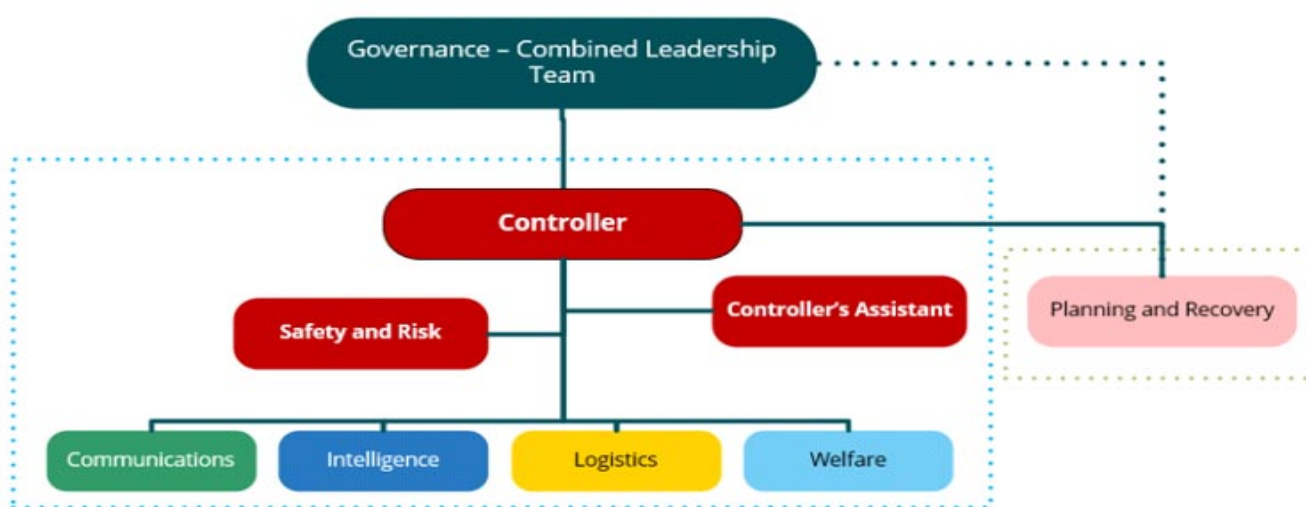 Governance – Combined Leadership
Team
Controller
Controller’s Assistant
Safety and Risk
Planning and Recovery
Communications
Intelligence
Logistics
Welfare